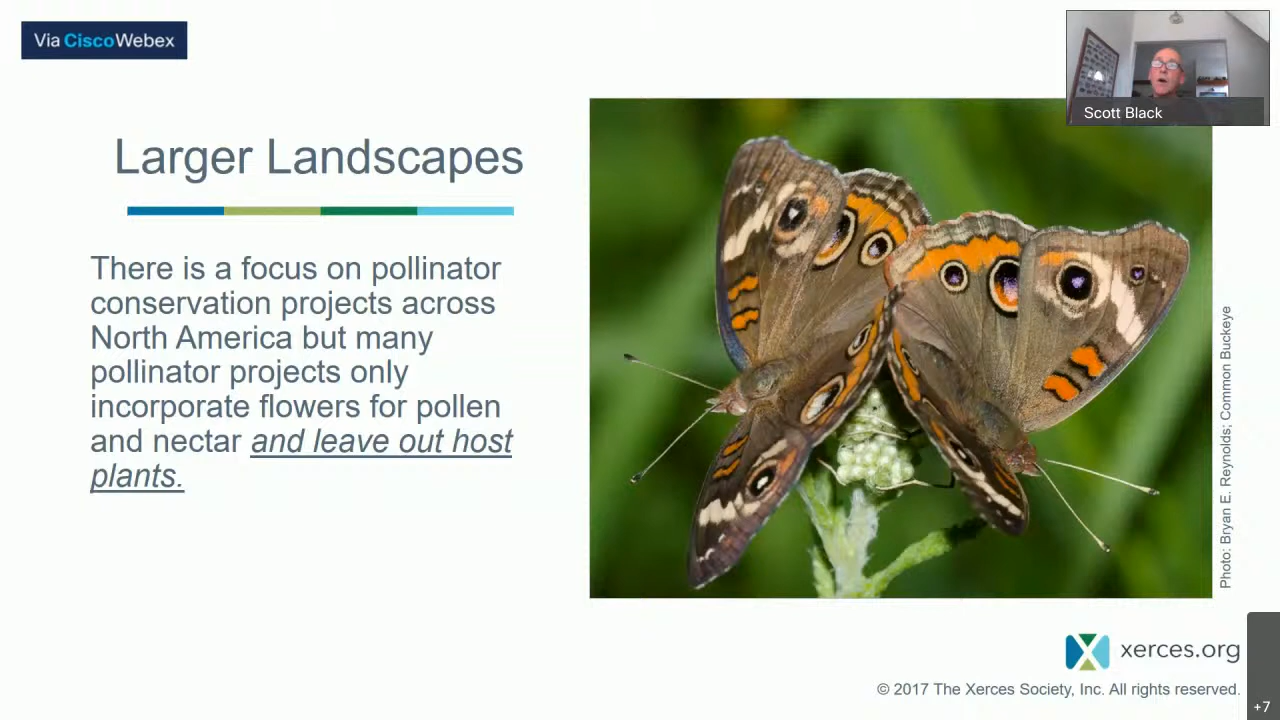 Via CiscoWebex
Scott Black
Larger Landscapes
There is a focus on pollinator
conservation projects across
North America but many
pollinator projects only
incorporate flowers for pollen
and nectar and leave out host
plants.
Photo: Bryan E. Reynolds; Common Buckeye
xerces.org
© 2017 The Xerces Society, Inc. All rights reserved.
+7